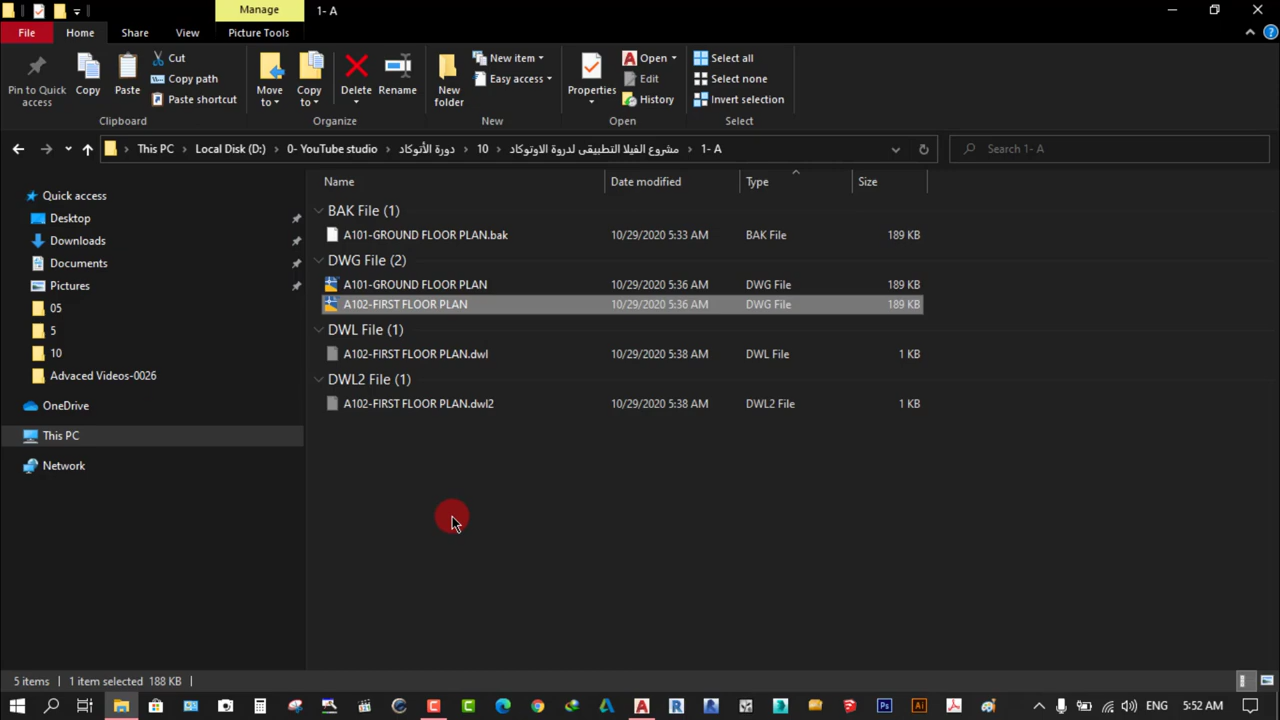 Manage
1- A
File
Home
Share
View
Picture Tools
Pin to Quick access
Copy
Paste
Cut
Copy path
Paste shortcut
Clipboard
Move to
Copy to
Delete
Rename
Organize
New folder
New item
Easy access
New
Properties
Open
Edit
History
Open
Select all
Select none
Invert selection
Select
This PC
Local Disk (D:)
0- YouTube studio
دورة الأتوكاد
10
مشروع الفيلا التطبيقى لدروة الاوتوكاد
1- A
Search 1- A
Name
Date modified
Type
Size
Quick access
Desktop
Downloads
Documents
Pictures
05
5
10
Advaced Videos-0026
OneDrive
This PC
Network
BAK File (1)
A101-GROUND FLOOR PLAN.bak 10/29/2020 5:33 AM BAK File 189 KB
DWG File (2)
A101-GROUND FLOOR PLAN 10/29/2020 5:36 AM DWG File 189 KB
A102-FIRST FLOOR PLAN 10/29/2020 5:36 AM DWG File 189 KB
DWL File (1)
A102-FIRST FLOOR PLAN.dwl 10/29/2020 5:38 AM DWL File 1 KB
DWL2 File (1)
A102-FIRST FLOOR PLAN.dwl2 10/29/2020 5:38 AM DWL2 File 1 KB
5 items
1 item selected 188 KB
ENG
5:52 AM